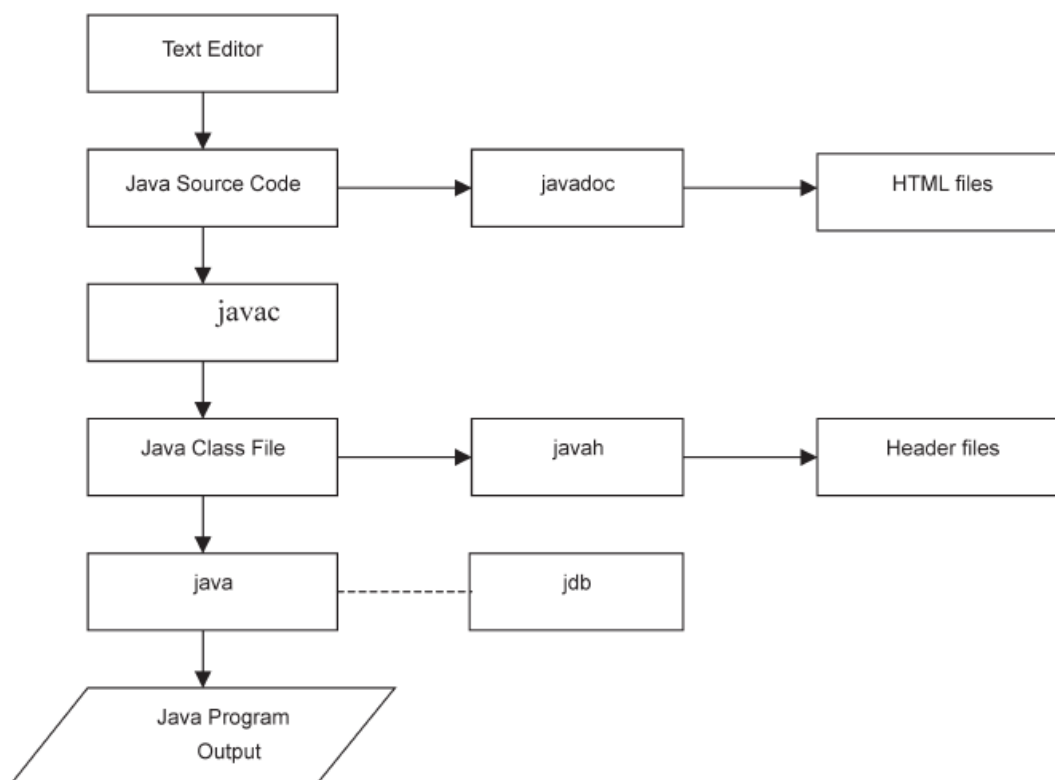 Text Editor
Java Source Code
javadoc
HTML files
javac
Java Class File
javah
Header files
java
jdb
Java Program
Output